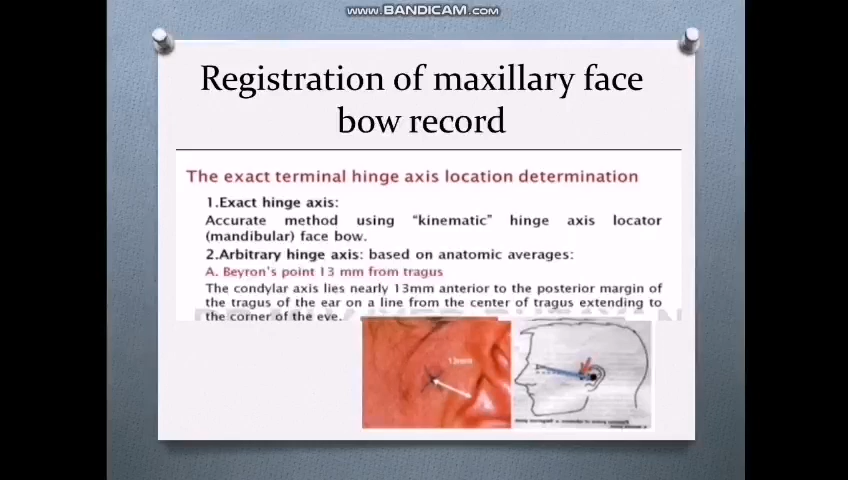 www.BANDICAM.com
Registration of maxillary face
bow record
The exact terminal hinge axis location determination
1.Exact hinge axis:
Accurate method using "kinematic" hinge axis locator
(mandibular) face bow.
2.Arbitrary hinge axis: based on anatomic averages:
A. Beyron's point 13 mm from tragus
The condylar axis lies nearly 13mm anterior to the posterior margin of
the tragus of the ear on a line from the center of tragus extending to
the corner of the eye.
13mm